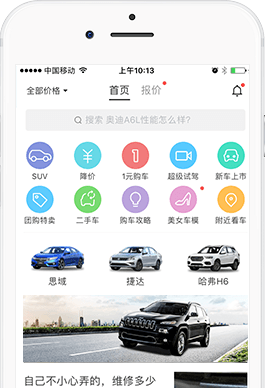 中国移动 上午10:13
全部价格 首页 报价
搜索 奥迪A6L性能怎么样?
¥ 1
SUV 降价 1元购车 超级试驾 新车上市
团购特卖 二手车 购车攻略 美女车模 附近看车
思域 捷达 哈弗H6
自己不小心弄的，维修多少